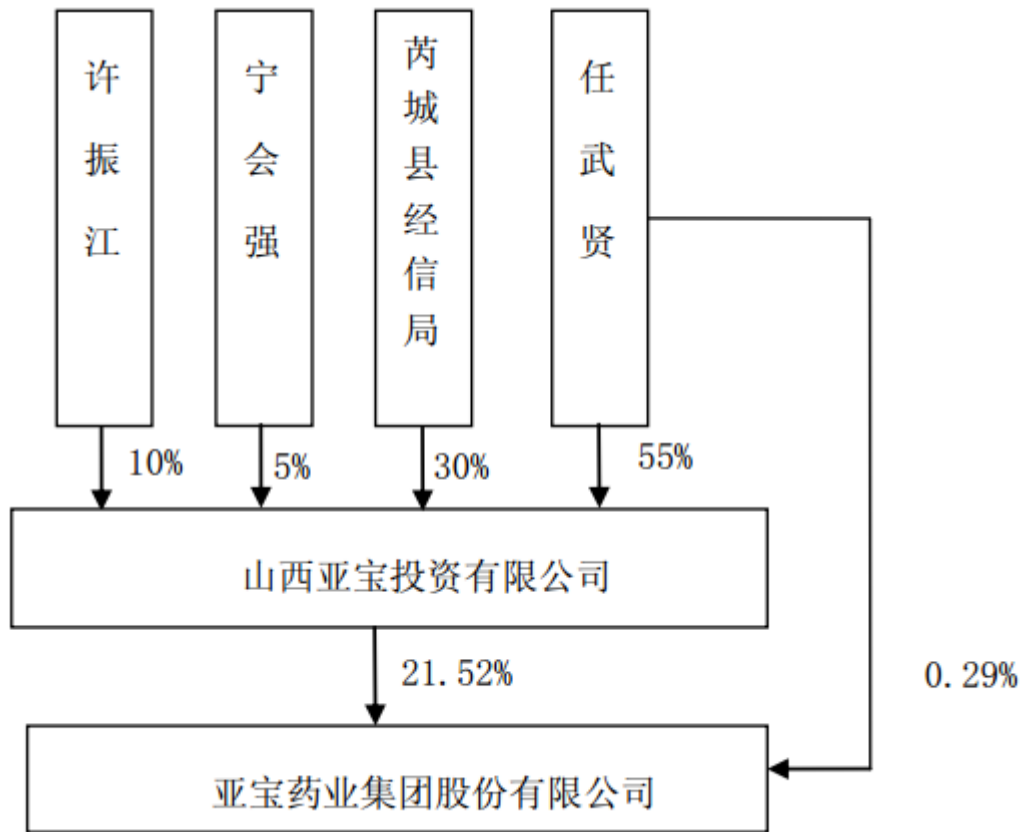 许振江
宁会强
芮城县经信局
任武贤
10%
5%
30%
55%
山西亚宝投资有限公司
21.52%
0.29%
亚宝药业集团股份有限公司